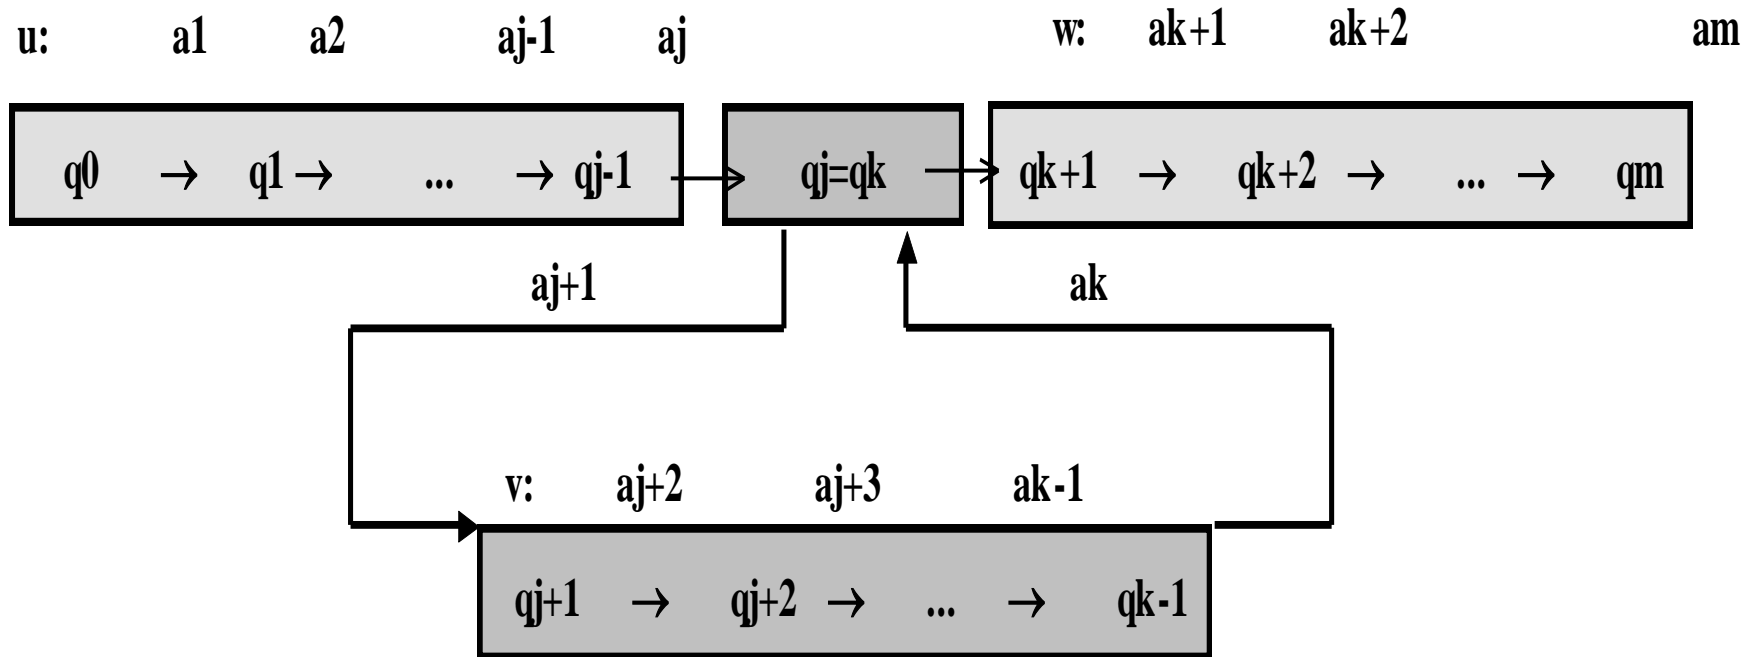 u: a1 a2 aj-1 aj w: ak+1 ak+2 am
q0 → q1 → ... → qj-1 → qj=qk → qk+1 → qk+2 → ... → qm
aj+1 ak
v: aj+2 aj+3 ak-1
qj+1 → qj+2 → ... → qk-1